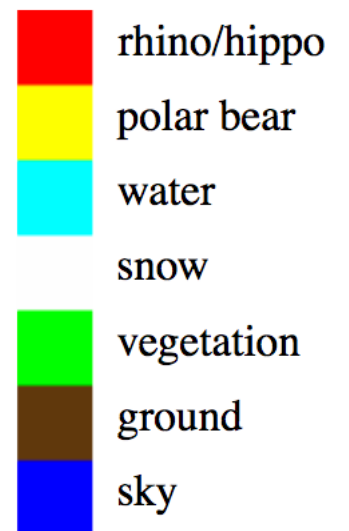 rhino/hippo
polar bear
water
snow
vegetation
ground
sky